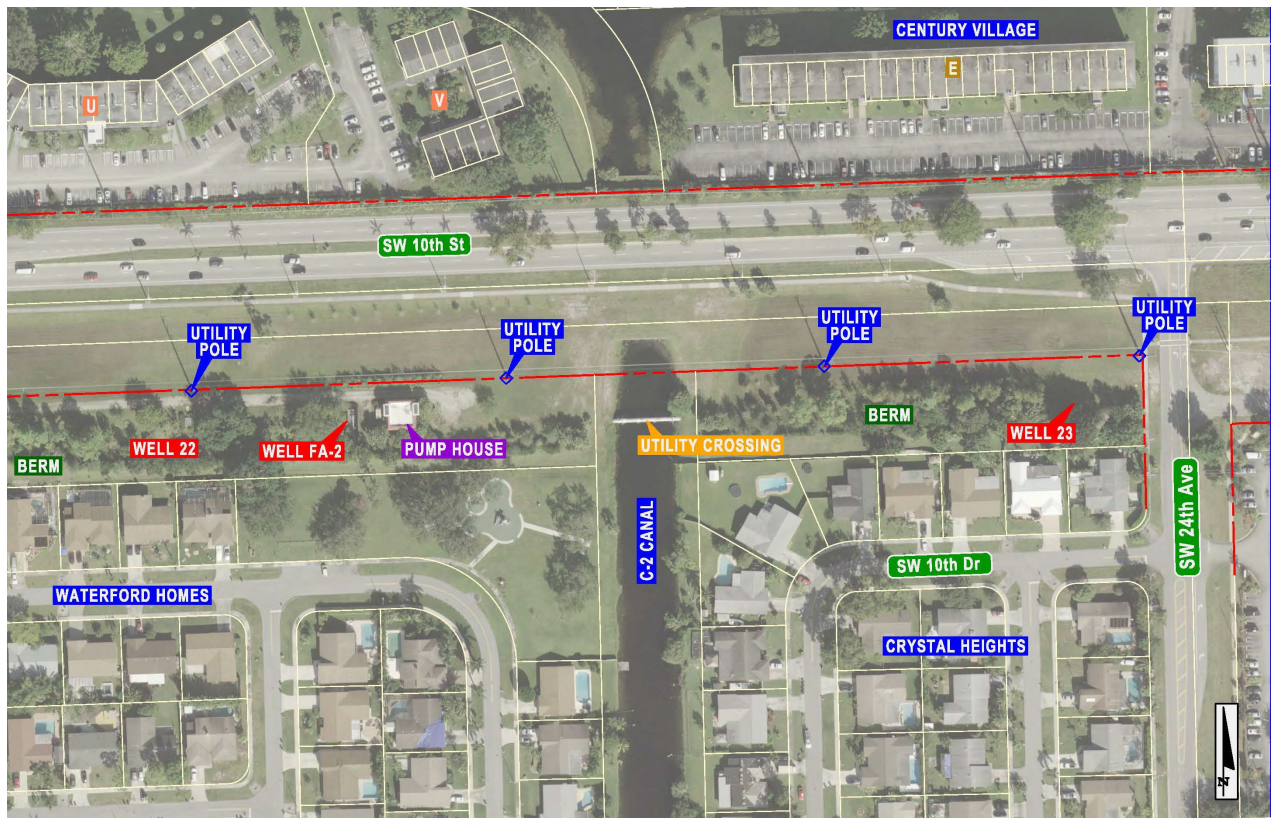 CENTURY VILLAGE
E
U
V
SW 10th St
UTILITY
POLE
UTILITY
POLE
UTILITY
POLE
UTILITY
POLE
BERM
WELL 22
WELL FA-2
PUMP HOUSE
UTILITY CROSSING
BERM
WELL 23
C-2 CANAL
SW 24th Ave
SW 10th Dr
WATERFORD HOMES
CRYSTAL HEIGHTS
N